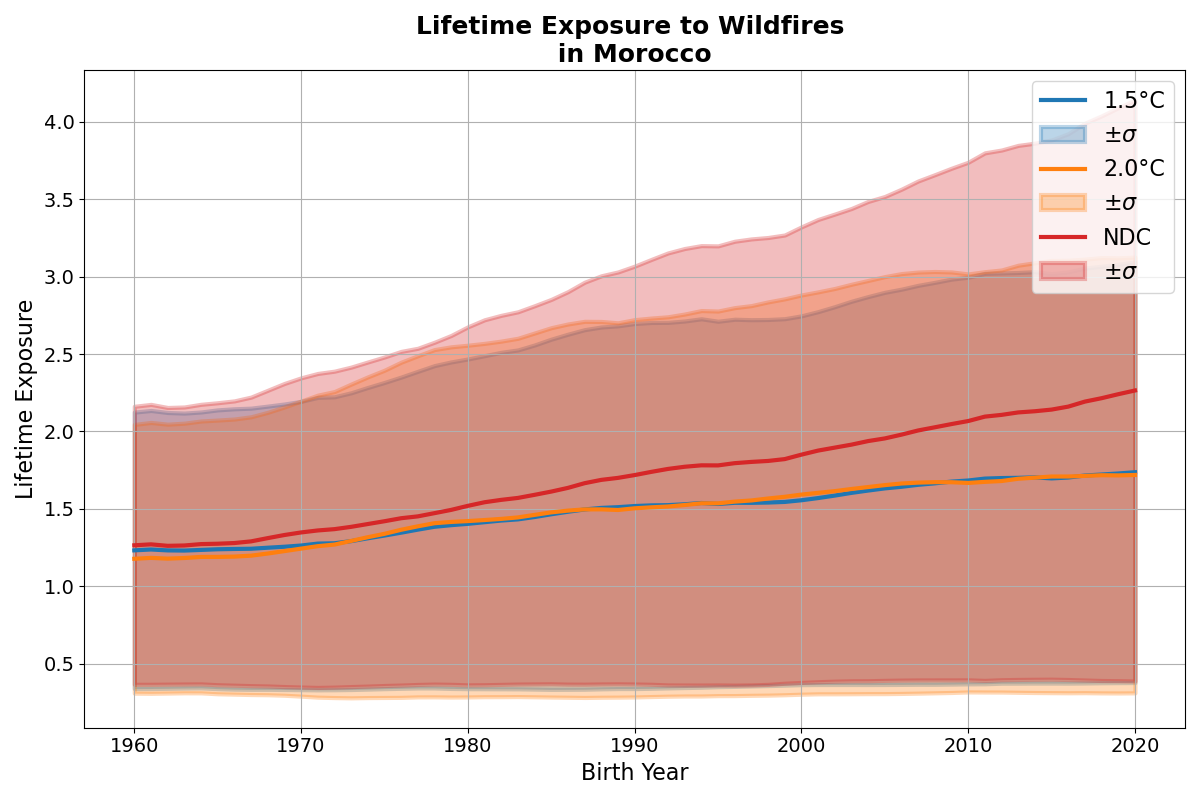 Lifetime Exposure to Wildfires
in Morocco
Lifetime Exposure
4.0
3.5
3.0
2.5
2.0
1.5
1.0
0.5
1.5°C
±σ
2.0°C
±σ
NDC
±σ
1960
1970
1980
1990
2000
2010
2020
Birth Year